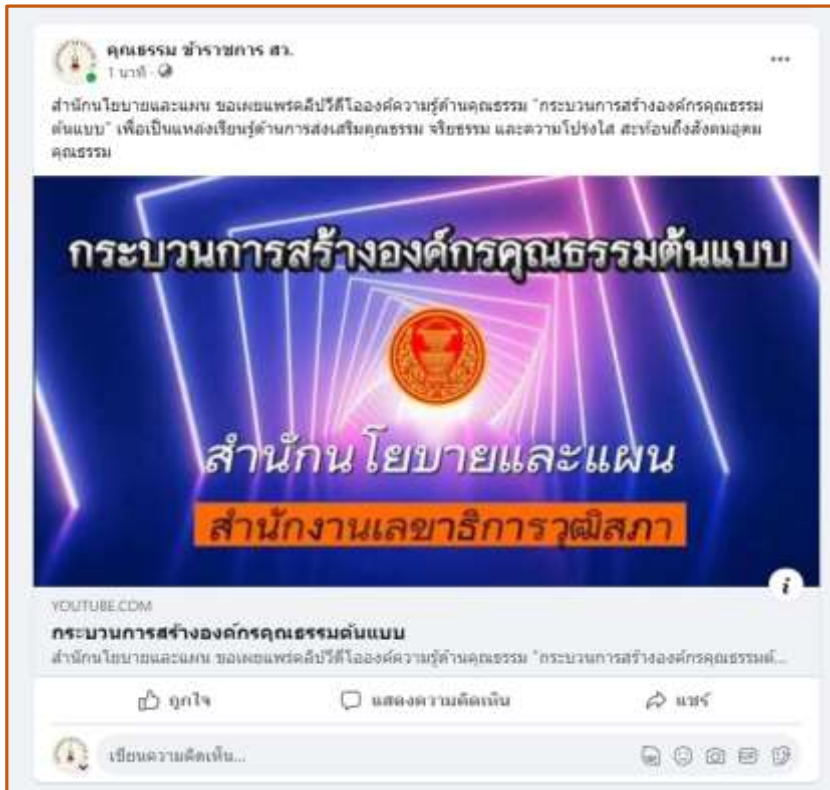 คุณธรรม ข้าราชการ สว.
1 นาที
สำนักนโยบายและแผน ขอเผยแพร่คลิปวีดีโอองค์ความรู้ด้านคุณธรรม "กระบวนการสร้างองค์กรคุณธรรม
ต้นแบบ" เพื่อเป็นแหล่งเรียนรู้ด้านการส่งเสริมคุณธรรม จริยธรรม และความโปร่งใส สะท้อนถึงสังคมอุดม
คุณธรรม
กระบวนการสร้างองค์กรคุณธรรมต้นแบบ
สำนักนโยบายและแผน
สำนักงานเลขาธิการวุฒิสภา
YOUTUBE.COM
กระบวนการสร้างองค์กรคุณธรรมต้นแบบ
สำนักนโยบายและแผน ขอเผยแพร่คลิปวีดีโอองค์ความรู้ด้านคุณธรรม "กระบวนการสร้างองค์กรคุณธรรมต้...
ถูกใจ แสดงความคิดเห็น แชร์
เขียนความคิดเห็น...
GIF